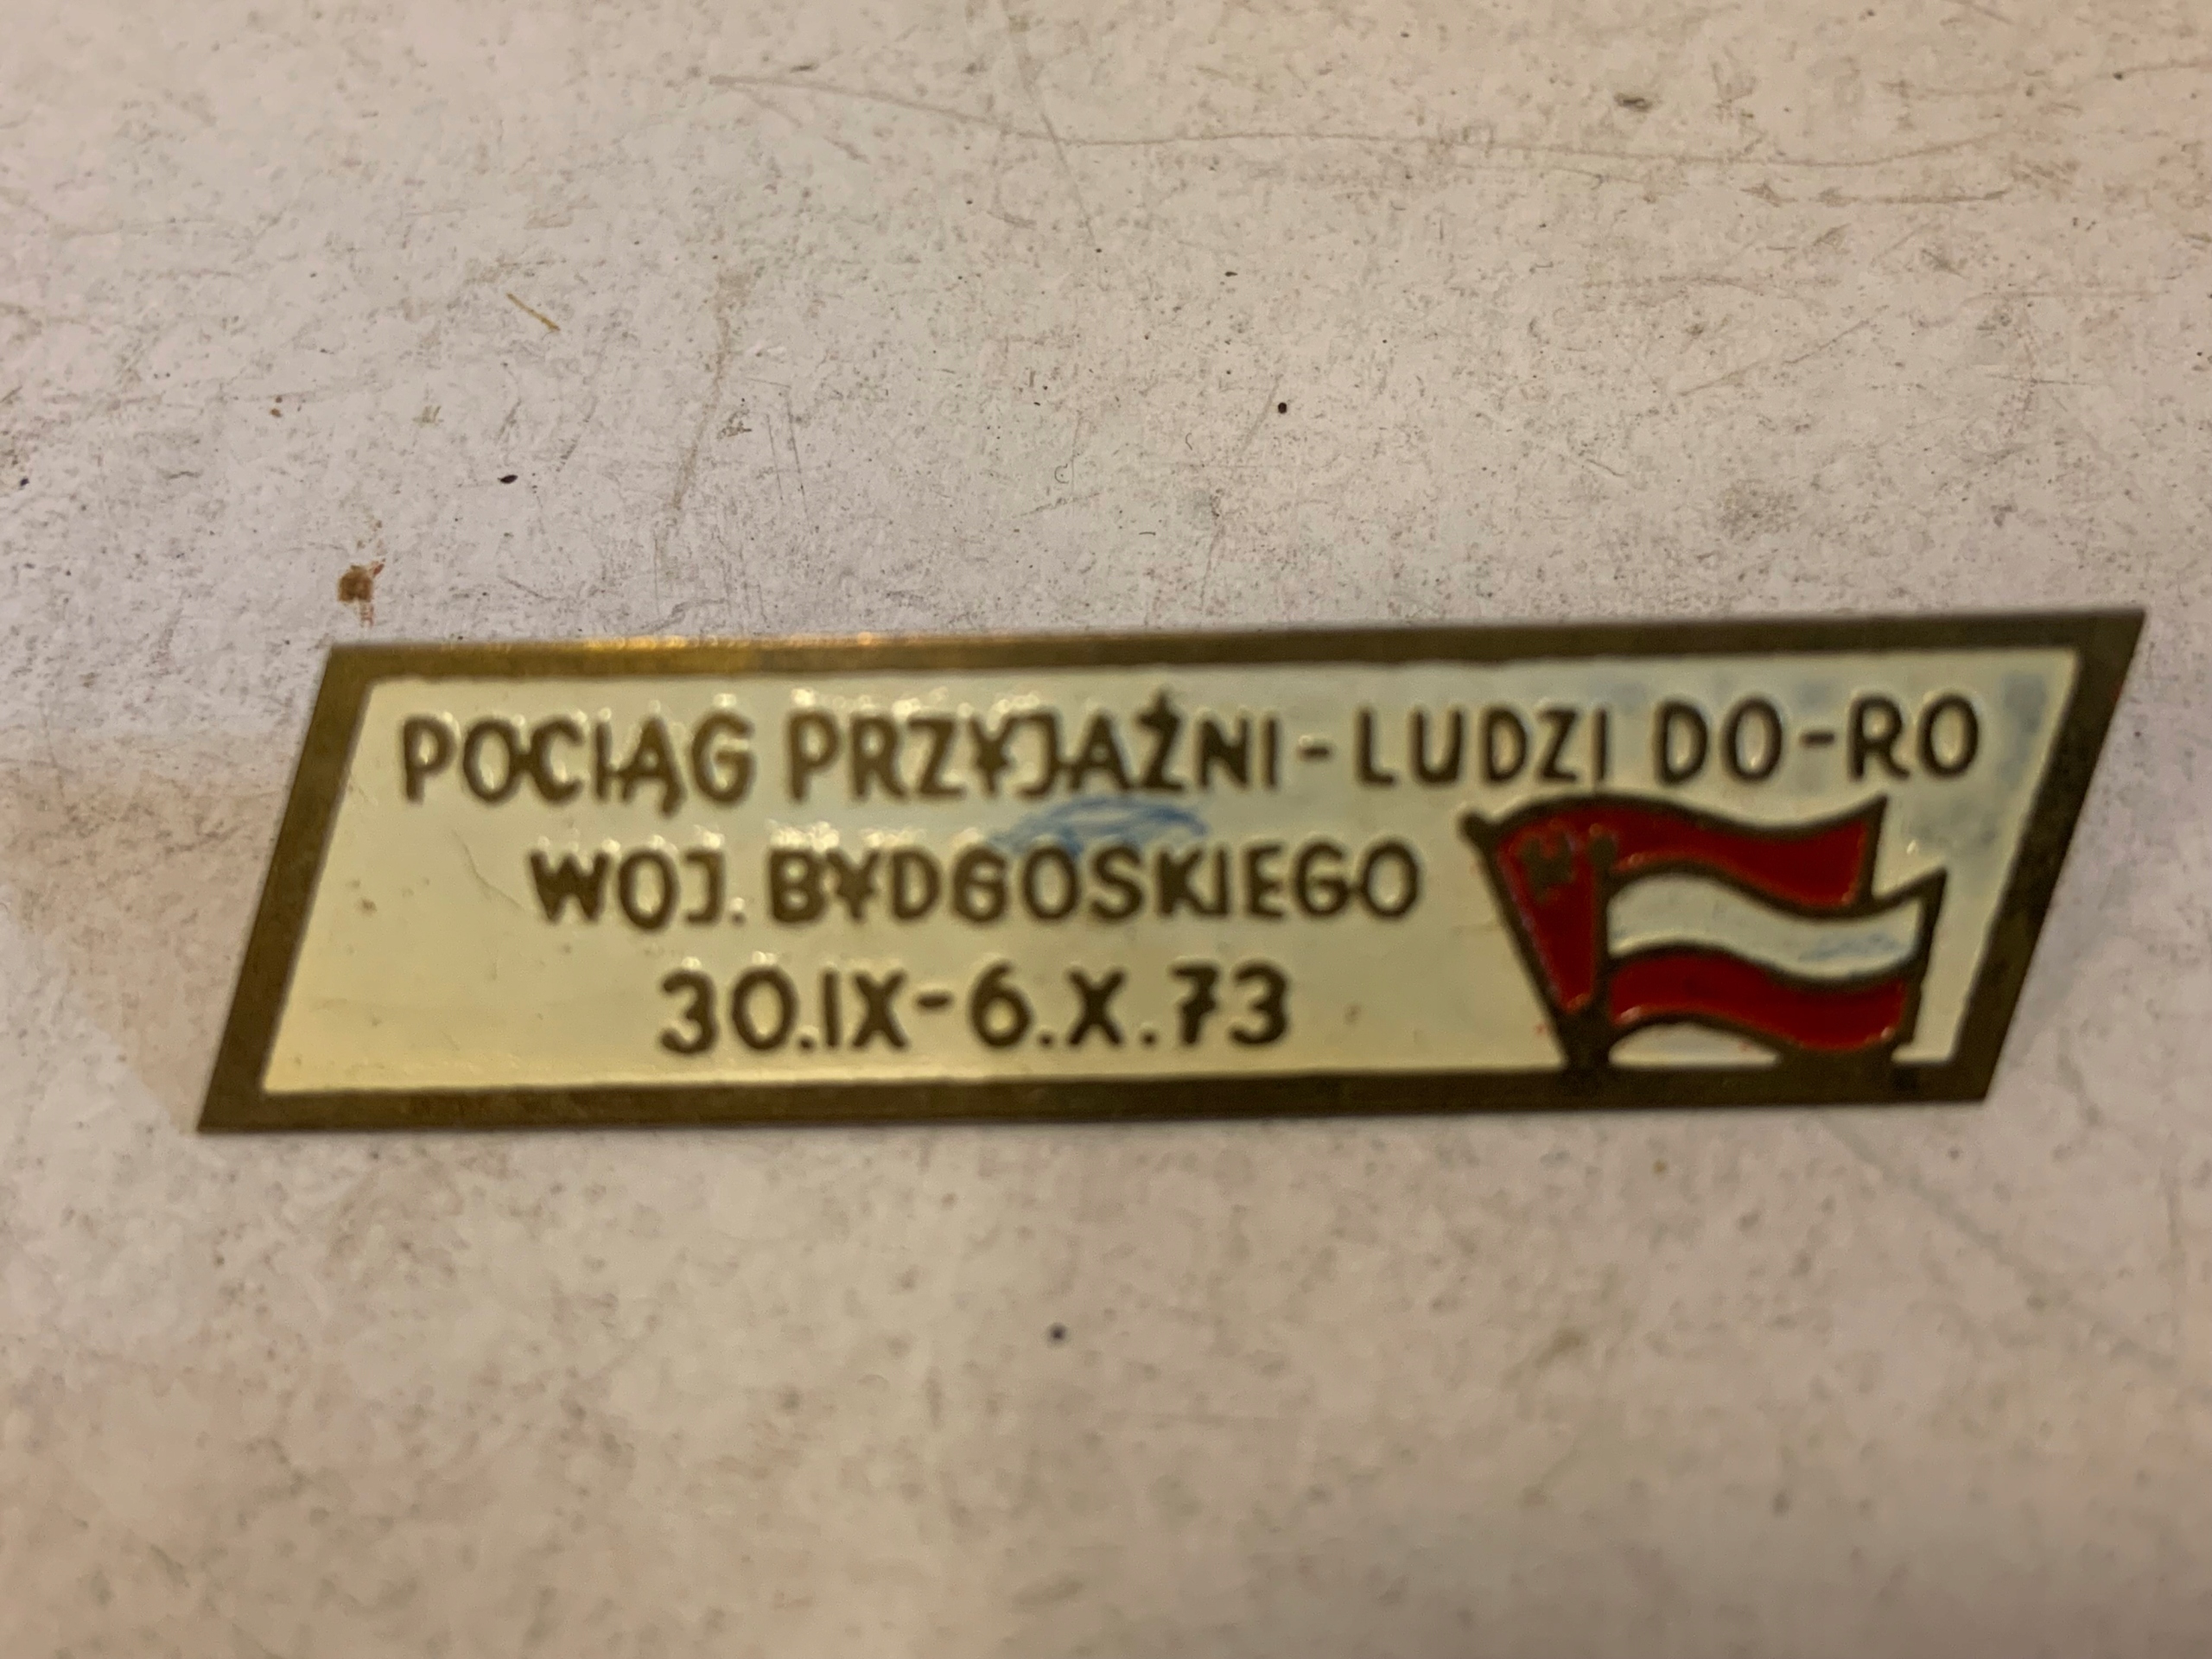 POCIĄG PRZYJAŹNI - LUDZI DO-RO
WOJ. BYDGOSKIEGO
30.IX-6.X.73